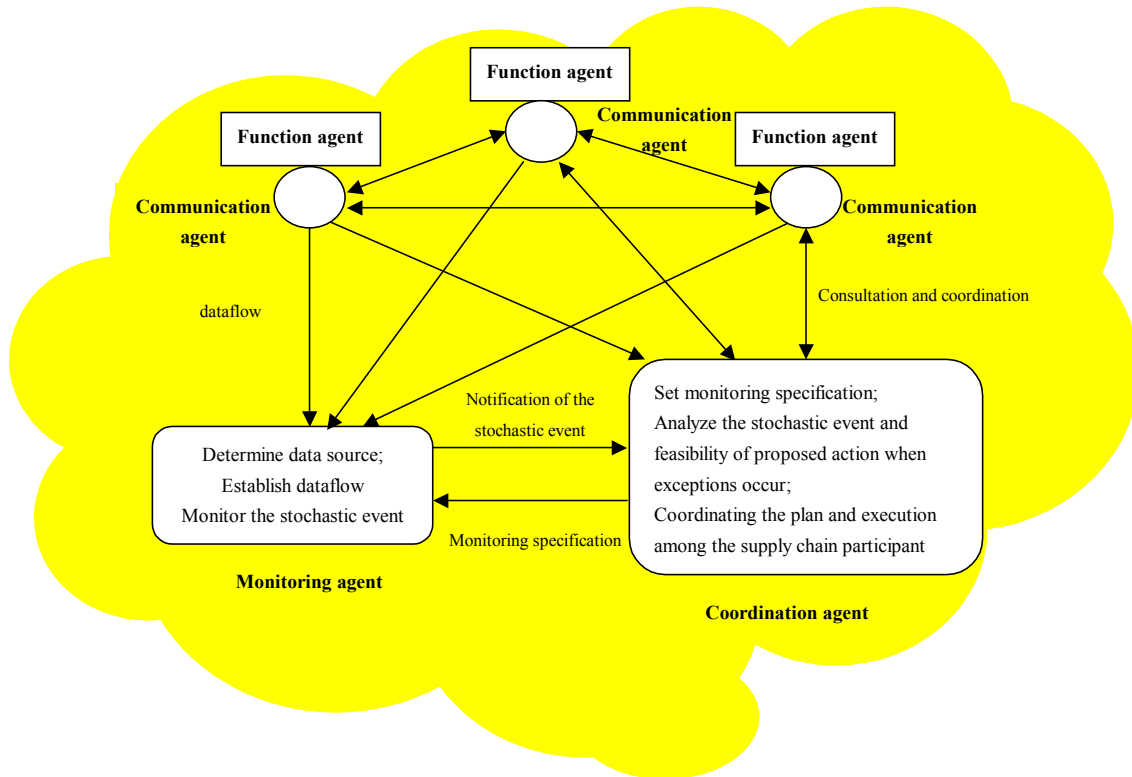 Function agent
Communication
agent
Function agent
Function agent
Communication
agent
Communication
agent
dataflow
Consultation and coordination
Notification of the
stochastic event
Set monitoring specification;
Analyze the stochastic event and
feasibility of proposed action when
exceptions occur;
Coordinating the plan and execution
among the supply chain participant
Determine data source;
Establish dataflow
Monitor the stochastic event
Monitoring specification
Monitoring agent
Coordination agent